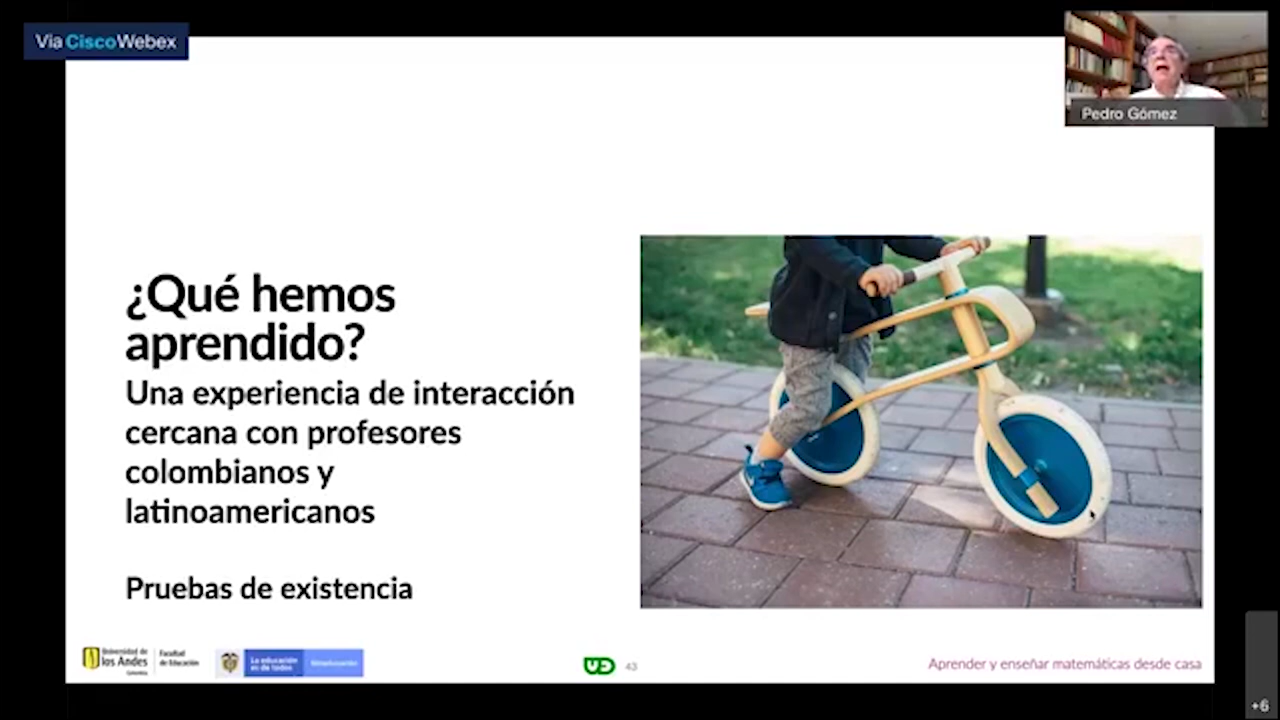 Vía CiscoWebex
Pedro Gómez
¿Qué hemos
aprendido?
Una experiencia de interacción
cercana con profesores
colombianos y
latinoamericanos
Pruebas de existencia
Universidad de
los Andes
Colombia
Facultad
de Educación
La educación
es de todos
Mineducación
43
Aprender y enseñar matemáticas desde casa
+6